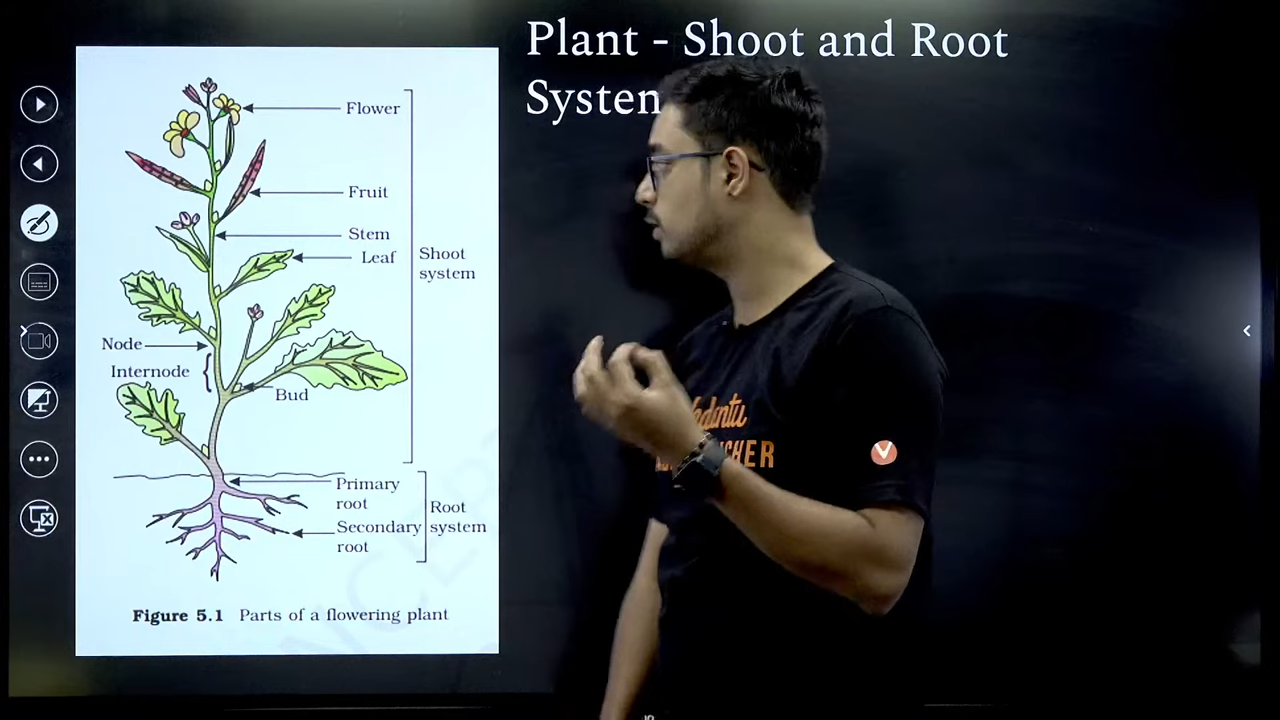 Plant - Shoot and Root
Flower
Fruit
Stem
Leaf
Shoot
system
Node
Internode
Bud
Primary
root
Secondary
root
Root
system
Figure 5.1 Parts of a flowering plant